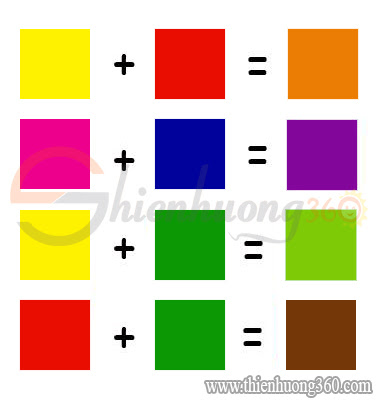 + =
+ =
Thienhuong360
+ =
+ =
www.thienhuong360.com